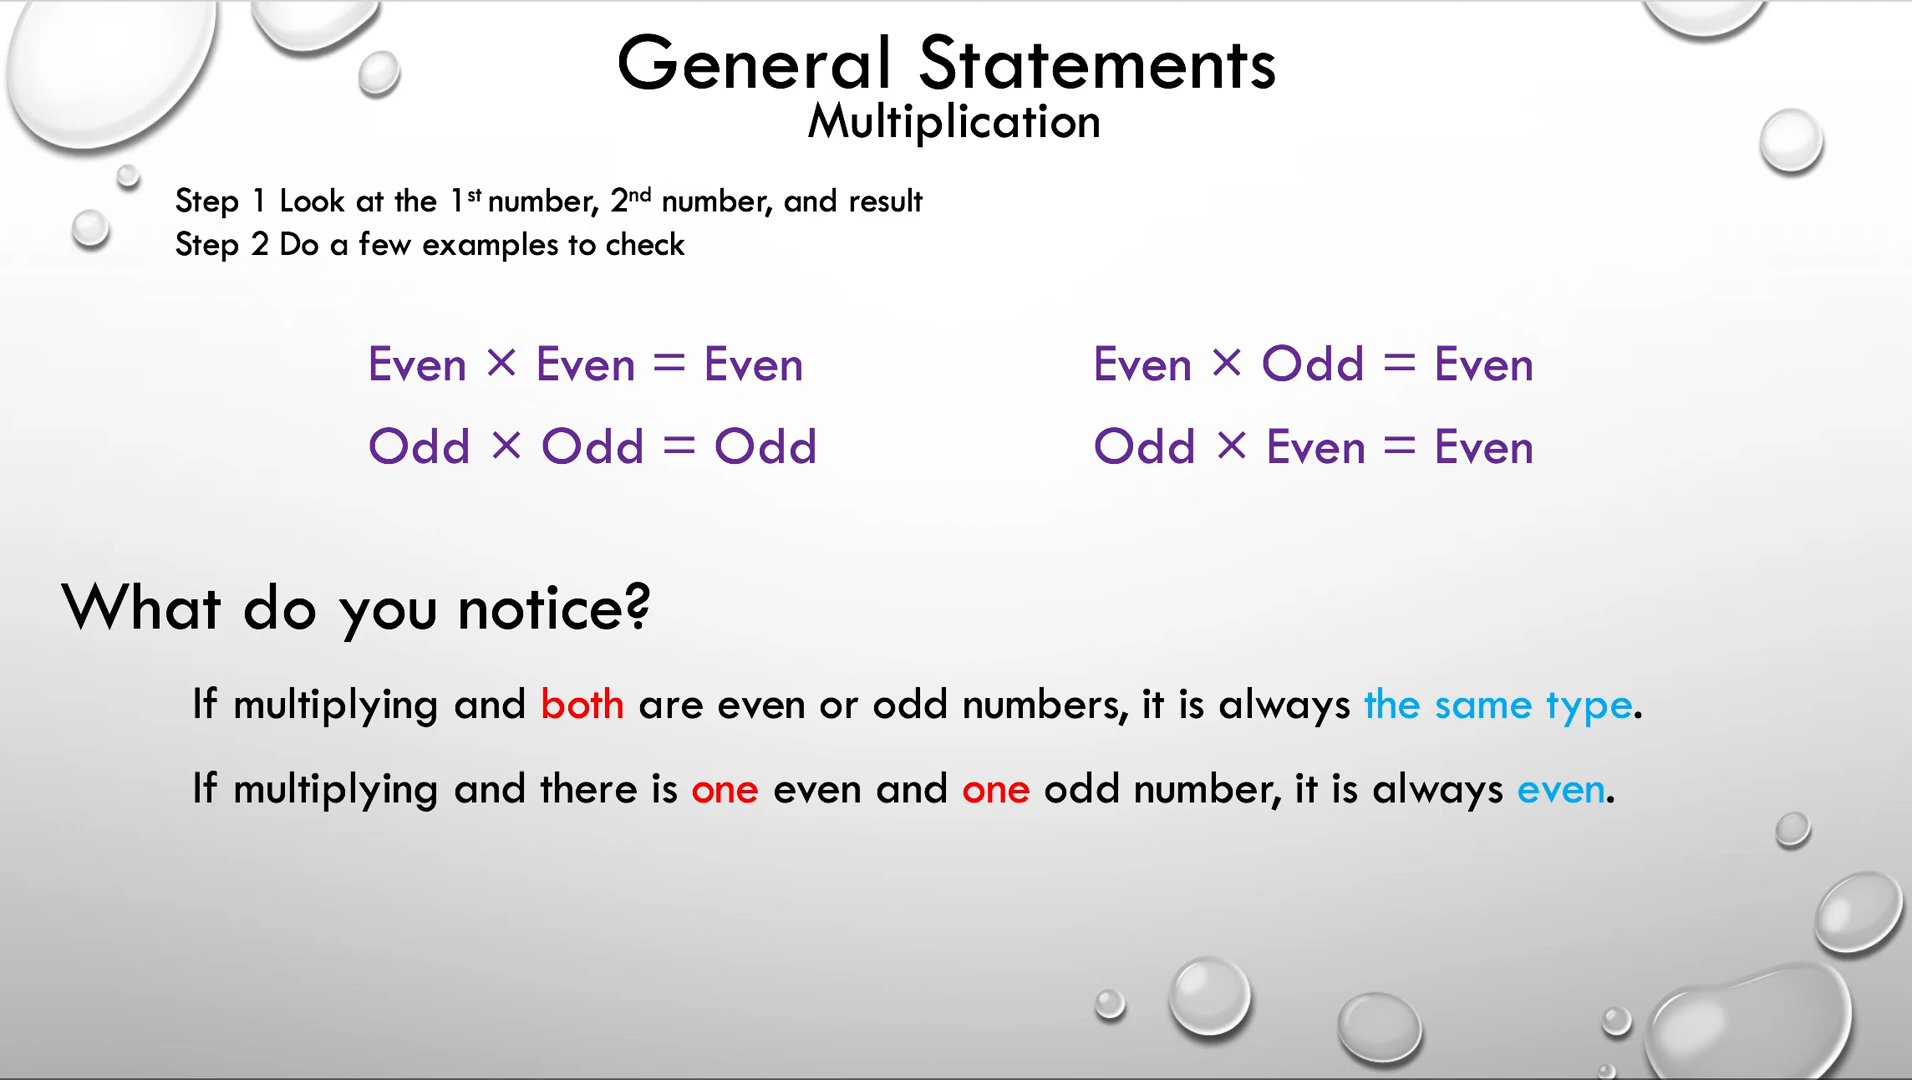 General Statements
Multiplication
Step 1 Look at the 1st number, 2nd number, and result
Step 2 Do a few examples to check
Even × Even = Even
Odd × Odd = Odd
Even × Odd = Even
Odd × Even = Even
What do you notice?
If multiplying and both are even or odd numbers, it is always the same type.
If multiplying and there is one even and one odd number, it is always even.